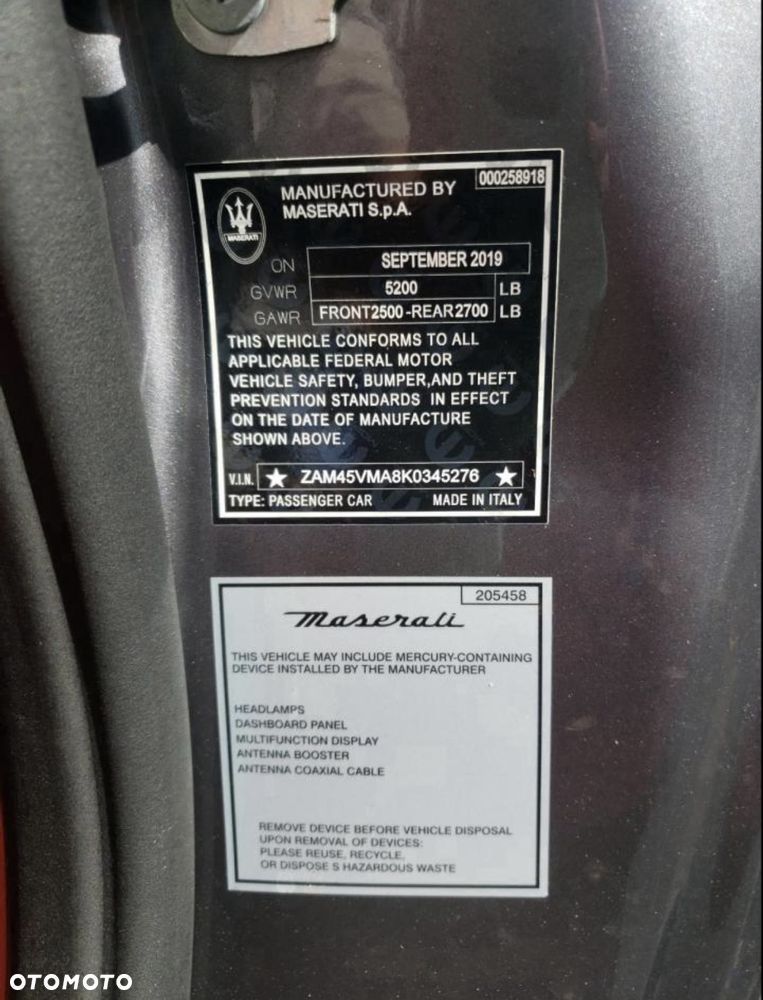 000258918
MANUFACTURED BY
MASERATI S.p.A.
MASERATI
ON SEPTEMBER 2019
GVWR 5200 LB
GAWR FRONT2500-REAR2700 LB
THIS VEHICLE CONFORMS TO ALL
APPLICABLE FEDERAL MOTOR
VEHICLE SAFETY, BUMPER,AND THEFT
PREVENTION STANDARDS IN EFFECT
ON THE DATE OF MANUFACTURE
SHOWN ABOVE.
V.I.N. ★ ZAM45VMA8K0345276 ★
TYPE: PASSENGER CAR MADE IN ITALY
205458
Maserati
THIS VEHICLE MAY INCLUDE MERCURY-CONTAINING
DEVICE INSTALLED BY THE MANUFACTURER
HEADLAMPS
DASHBOARD PANEL
MULTIFUNCTION DISPLAY
ANTENNA BOOSTER
ANTENNA COAXIAL CABLE
REMOVE DEVICE BEFORE VEHICLE DISPOSAL
UPON REMOVAL OF DEVICES:
PLEASE REUSE, RECYCLE,
OR DISPOSE S HAZARDOUS WASTE
OTOMOTO